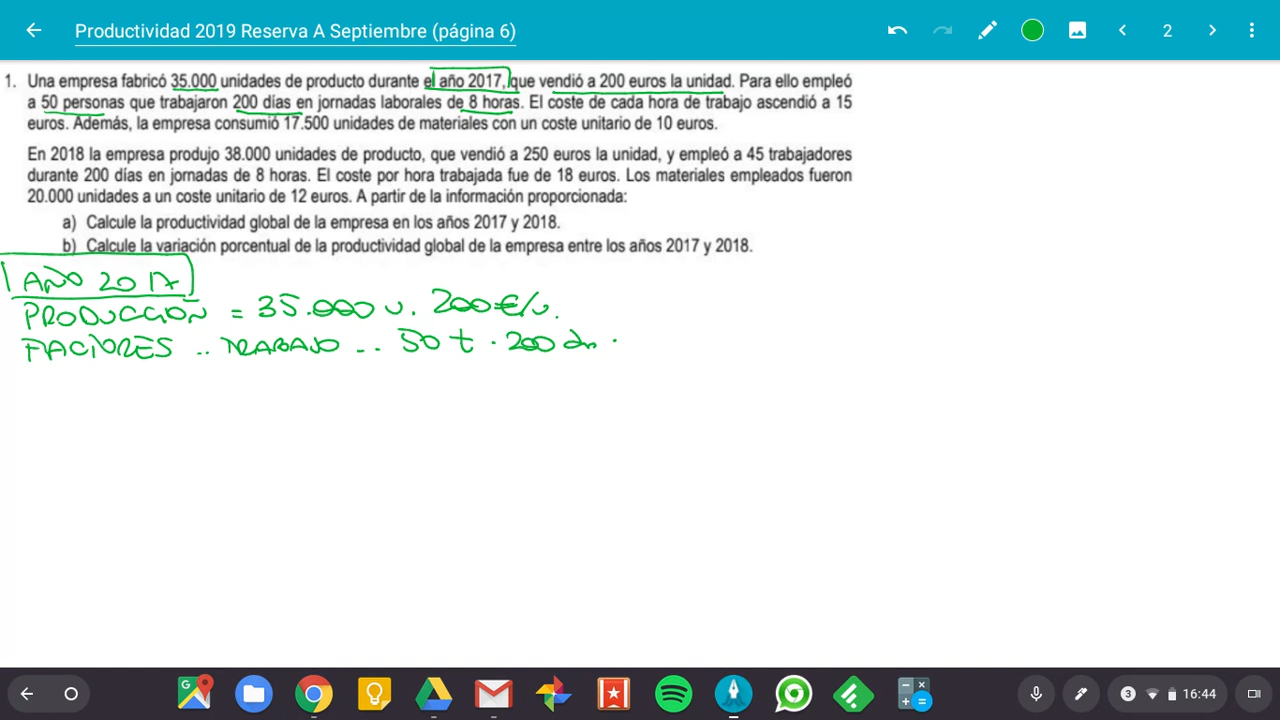 Productividad 2019 Reserva A Septiembre (página 6)
2
1. Una empresa fabricó 35.000 unidades de producto durante el año 2017, que vendió a 200 euros la unidad. Para ello empleó
a 50 personas que trabajaron 200 días en jornadas laborales de 8 horas. El coste de cada hora de trabajo ascendió a 15
euros. Además, la empresa consumió 17.500 unidades de materiales con un coste unitario de 10 euros.
En 2018 la empresa produjo 38.000 unidades de producto, que vendió a 250 euros la unidad, y empleó a 45 trabajadores
durante 200 días en jornadas de 8 horas. El coste por hora trabajada fue de 18 euros. Los materiales empleados fueron
20.000 unidades a un coste unitario de 12 euros. A partir de la información proporcionada:
a) Calcule la productividad global de la empresa en los años 2017 y 2018.
b) Calcule la variación porcentual de la productividad global de la empresa entre los años 2017 y 2018.
AÑO 2017
PRODUCCIÓN = 35.000 u. 200€/u.
FACTORES .. TRABAJO .. 50 t · 200 ·
3
16:44